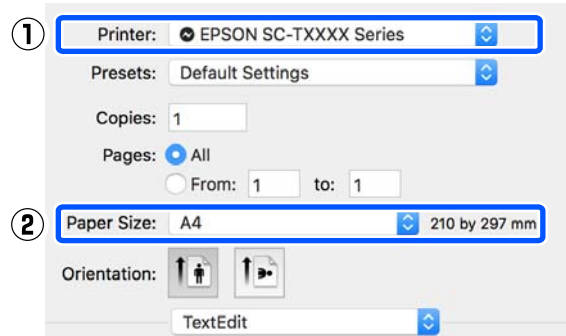 ① Printer: EPSON SC-TXXXX Series
Presets: Default Settings
Copies: 1
Pages: All
From: 1 to: 1
② Paper Size: A4 210 by 297 mm
Orientation:
TextEdit